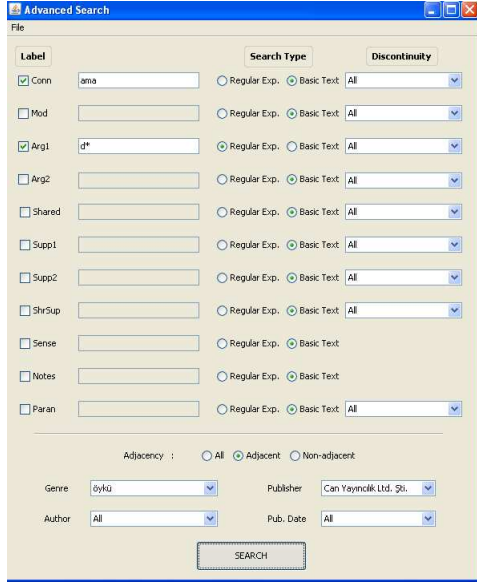 Advanced Search
File
Label Search Type Discontinuity
Conn ama Regular Exp. Basic Text All
Mod Regular Exp. Basic Text All
Arg1 d* Regular Exp. Basic Text All
Arg2 Regular Exp. Basic Text All
Shared Regular Exp. Basic Text All
Supp1 Regular Exp. Basic Text All
Supp2 Regular Exp. Basic Text All
ShrSup Regular Exp. Basic Text All
Sense Regular Exp. Basic Text
Notes Regular Exp. Basic Text
Paran Regular Exp. Basic Text All
Adjacency : All Adjacent Non-adjacent
Genre öykü Publisher Can Yayıncılık Ltd. Şti.
Author All Pub. Date All
SEARCH